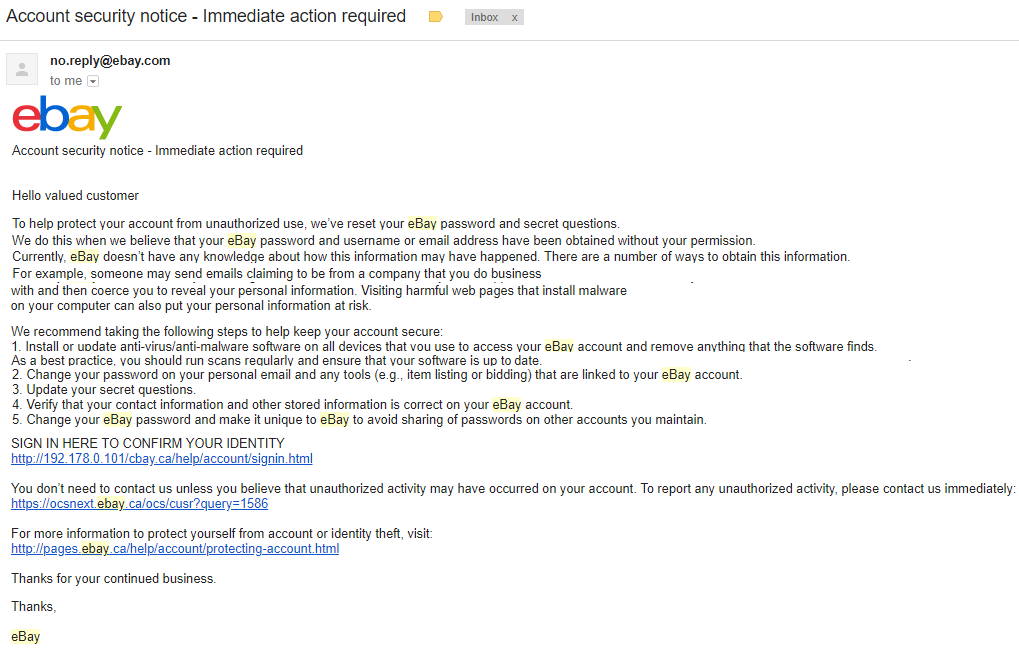 Account security notice - Immediate action required
Inbox x
no.reply@ebay.com
to me
ebay
Account security notice - Immediate action required
Hello valued customer
To help protect your account from unauthorized use, we've reset your eBay password and secret questions.
We do this when we believe that your eBay password and username or email address have been obtained without your permission.
Currently, eBay doesn't have any knowledge about how this information may have happened. There are a number of ways to obtain this information.
For example, someone may send emails claiming to be from a company that you do business
with and then coerce you to reveal your personal information. Visiting harmful web pages that install malware
on your computer can also put your personal information at risk.
We recommend taking the following steps to help keep your account secure:
1. Install or update anti-virus/anti-malware software on all devices that you use to access your eBay account and remove anything that the software finds.
As a best practice, you should run scans regularly and ensure that your software is up to date.
2. Change your password on your personal email and any tools (e.g., item listing or bidding) that are linked to your eBay account.
3. Update your secret questions.
4. Verify that your contact information and other stored information is correct on your eBay account.
5. Change your eBay password and make it unique to eBay to avoid sharing of passwords on other accounts you maintain.
SIGN IN HERE TO CONFIRM YOUR IDENTITY
http://192.178.0.101/cbay.ca/help/account/signin.html
You don't need to contact us unless you believe that unauthorized activity may have occurred on your account. To report any unauthorized activity, please contact us immediately:
https://ocsnext.ebay.ca/ocs/cusr?query=1586
For more information to protect yourself from account or identity theft, visit:
http://pages.ebay.ca/help/account/protecting-account.html
Thanks for your continued business.
Thanks,
eBay